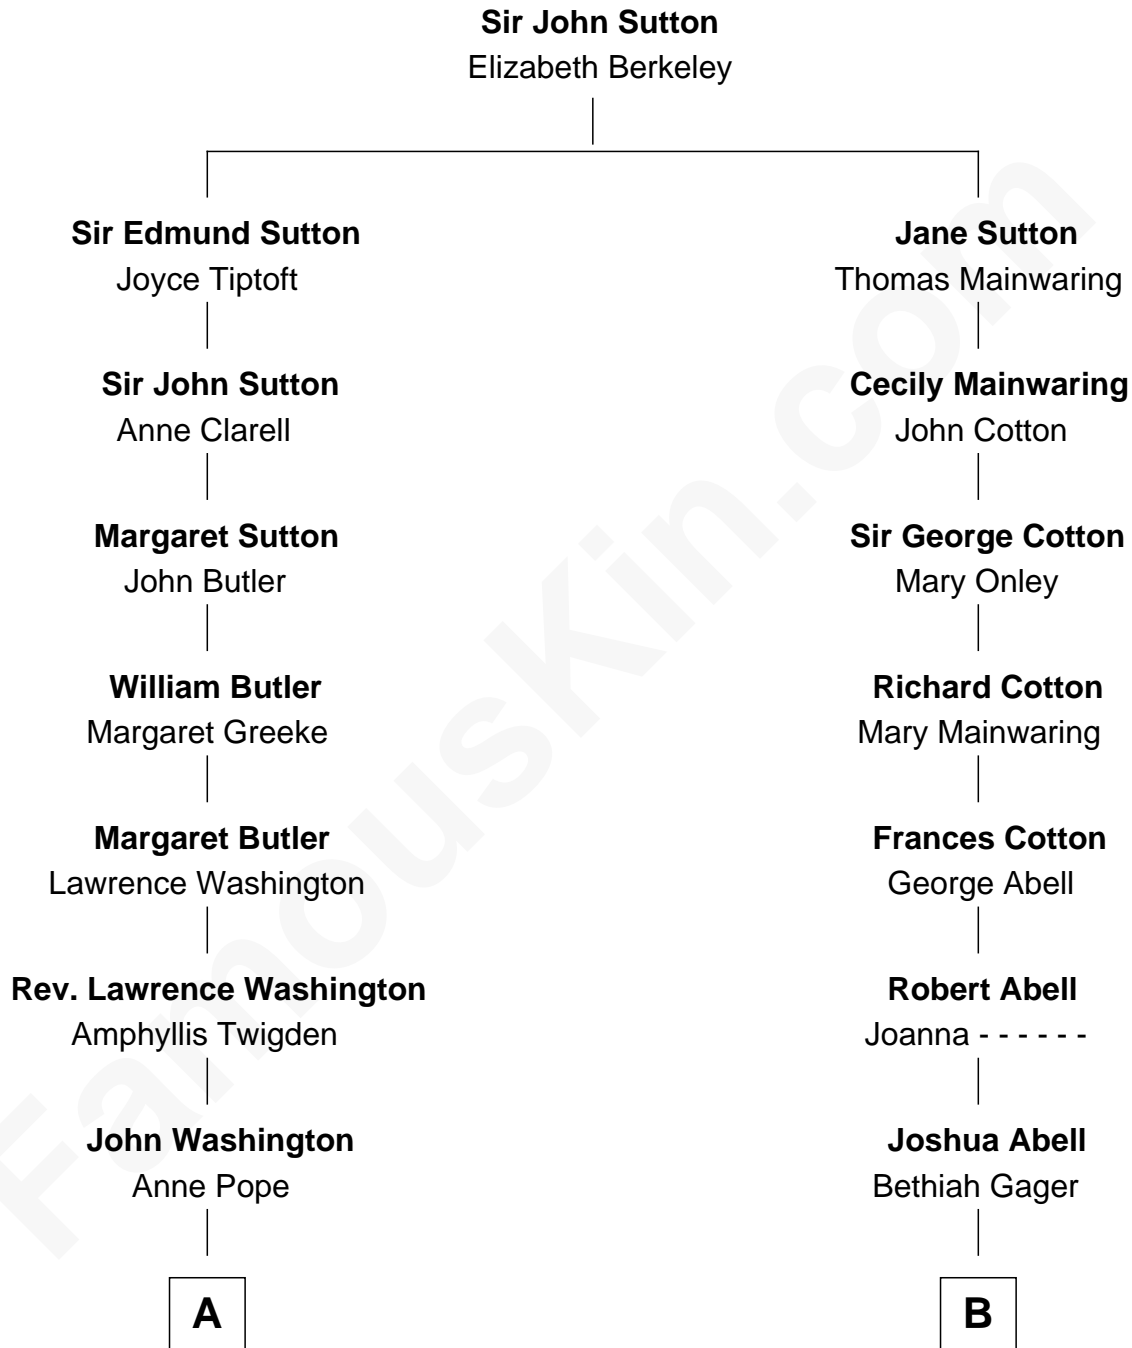 Sir John Sutton
Elizabeth Berkeley
Sir Edmund Sutton
Joyce Tiptoft
Jane Sutton
Thomas Mainwaring
Sir John Sutton
Anne Clarell
Cecily Mainwaring
John Cotton
Margaret Sutton
John Butler
Sir George Cotton
Mary Onley
William Butler
Margaret Greeke
Richard Cotton
Mary Mainwaring
Margaret Butler
Lawrence Washington
Frances Cotton
George Abell
Rev. Lawrence Washington
Amphyllis Twigden
Robert Abell
Joanna - - - - - -
John Washington
Anne Pope
Joshua Abell
Bethiah Gager
A
B
FamousKin.com